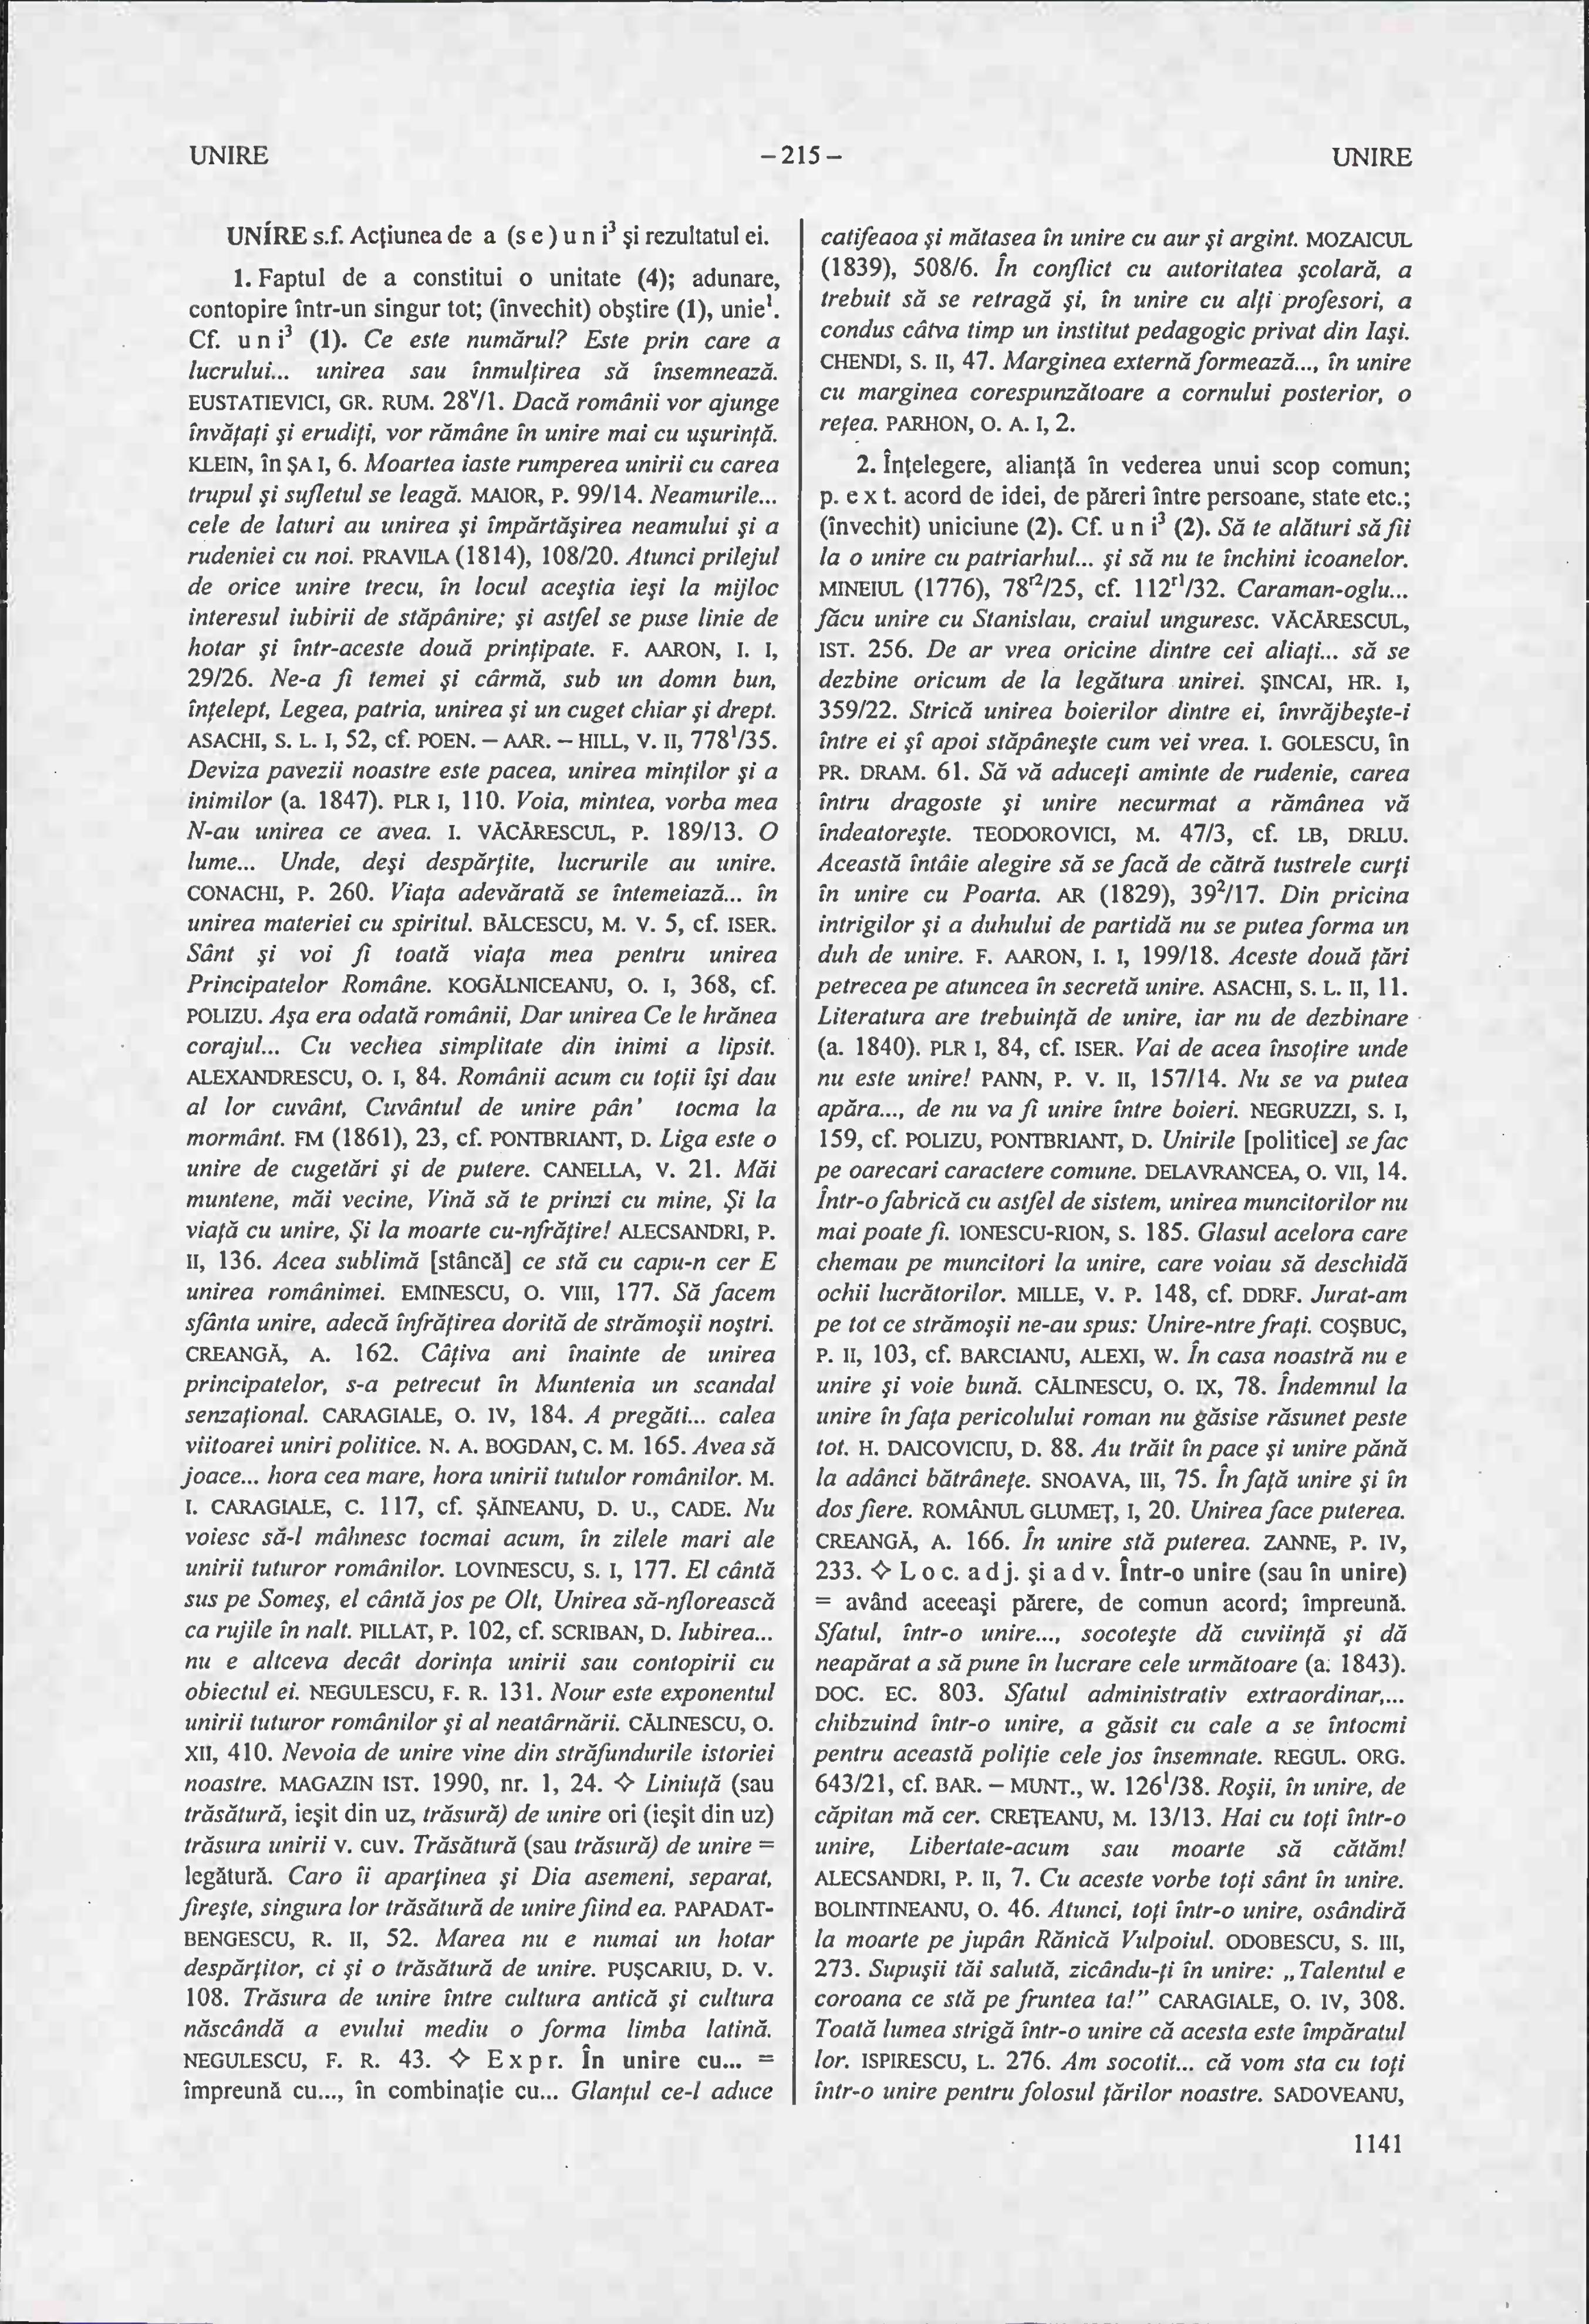 UNIRE
– 215 –
UNIRE
UNÍRE s.f. Acţiunea de a (s e) u n i³ şi rezultatul ei.
1. Faptul de a constitui o unitate (4); adunare,
contopire într-un singur tot; (învechit) obştire (1), unie¹.
Cf. u n i³ (1). Ce este numărul? Este prin care a
lucrului... unirea sau înmulţirea să însemnează.
EUSTATIEVICI, GR. RUM. 28ᵛ/1. Dacă românii vor ajunge
învăţaţi şi erudiţi, vor rămâne în unire mai cu uşurinţă.
KLEIN, în ŞA I, 6. Moartea iaste rumperea unirii cu carea
trupul şi sufletul se leagă. MAIOR, P. 99/14. Neamurile...
cele de laturi au unirea şi împărtăşirea neamului şi a
rudeniei cu noi. PRAVILA (1814), 108/20. Atunci prilejul
de orice unire trecu, în locul aceştia ieşi la mijloc
interesul iubirii de stăpânire; şi astfel se puse linie de
hotar şi într-aceste două prinţipate. F. AARON, I. I,
29/26. Ne-a fi temei şi cârmă, sub un domn bun,
înţelept, Legea, patria, unirea şi un cuget chiar şi drept.
ASACHI, S. L. I, 52, cf. POEN. – AAR. – HILL, V. II, 778¹/35.
Deviza pavezii noastre este pacea, unirea minţilor şi a
inimilor (a. 1847). PLR I, 110. Voia, mintea, vorba mea
N-au unirea ce avea. I. VĂCĂRESCUL, P. 189/13. O
lume... Unde, deşi despărţite, lucrurile au unire.
CONACHI, P. 260. Viaţa adevărată se întemeiază... în
unirea materiei cu spiritul. BĂLCESCU, M. V. 5, cf. ISER.
Sânt şi voi fi toată viaţa mea pentru unirea
Principatelor Române. KOGĂLNICEANU, O. I, 368, cf.
POLIZU. Aşa era odată românii, Dar unirea Ce le hrănea
corajul... Cu vechea simplitate din inimi a lipsit.
ALEXANDRESCU, O. I, 84. Românii acum cu toţii îşi dau
al lor cuvânt, Cuvântul de unire pân' tocma la
mormânt. FM (1861), 23, cf. PONTBRIANT, D. Liga este o
unire de cugetări şi de putere. CANELLA, V. 21. Măi
muntene, măi vecine, Vină să te prinzi cu mine, Şi la
viaţă cu unire, Şi la moarte cu-nfrăţire! ALECSANDRI, P.
II, 136. Acea sublimă [stâncă] ce stă cu capu-n cer E
unirea românimei. EMINESCU, O. VIII, 177. Să facem
sfânta unire, adecă înfrăţirea dorită de strămoşii noştri.
CREANGĂ, A. 162. Câţiva ani înainte de unirea
principatelor, s-a petrecut în Muntenia un scandal
senzaţional. CARAGIALE, O. IV, 184. A pregăti... calea
viitoarei uniri politice. N. A. BOGDAN, C. M. 165. Avea să
joace... hora cea mare, hora unirii tutulor românilor. M.
I. CARAGIALE, C. 117, cf. ŞĂINEANU, D. U., CADE. Nu
voiesc să-l mâhnesc tocmai acum, în zilele mari ale
unirii tuturor românilor. LOVINESCU, S. I, 177. El cântă
sus pe Someş, el cântă jos pe Olt, Unirea să-nflorească
ca rujile în nalt. PILLAT, P. 102, cf. SCRIBAN, D. Iubirea...
nu e altceva decât dorinţa unirii sau contopirii cu
obiectul ei. NEGULESCU, F. R. 131. Nour este exponentul
unirii tuturor românilor şi al neatârnării. CĂLINESCU, O.
XII, 410. Nevoia de unire vine din străfundurile istoriei
noastre. MAGAZIN IST. 1990, nr. 1, 24. ◇ Liniuţă (sau
trăsătură, ieşit din uz, trăsură) de unire ori (ieşit din uz)
trăsura unirii v. cuv. Trăsătură (sau trăsură) de unire =
legătură. Caro îi aparţinea şi Dia asemeni, separat,
fireşte, singura lor trăsătură de unire fiind ea. PAPADAT-
BENGESCU, R. II, 52. Marea nu e numai un hotar
despărţitor, ci şi o trăsătură de unire. PUŞCARIU, D. V.
108. Trăsura de unire între cultura antică şi cultura
născândă a evului mediu o forma limba latină.
NEGULESCU, F. R. 43. ◇ E x p r. În unire cu... =
împreună cu..., în combinaţie cu... Glanţul ce-l aduce
catifeaoa şi mătasea în unire cu aur şi argint. MOZAICUL
(1839), 508/6. În conflict cu autoritatea şcolară, a
trebuit să se retragă şi, în unire cu alţi profesori, a
condus câtva timp un institut pedagogic privat din Iaşi.
CHENDI, S. II, 47. Marginea externă formează..., în unire
cu marginea corespunzătoare a cornului posterior, o
reţea. PARHON, O. A. I, 2.
2. Înţelegere, alianţă în vederea unui scop comun;
p. e x t. acord de idei, de păreri între persoane, state etc.;
(învechit) uniciune (2). Cf. u n i³ (2). Să te alături să fii
la o unire cu patriarhul... şi să nu te închini icoanelor.
MINEIUL (1776), 78ʳ²/25, cf. 112ʳ¹/32. Caraman-oglu...
făcu unire cu Stanislau, craiul unguresc. VĂCĂRESCUL,
IST. 256. De ar vrea oricine dintre cei aliaţi... să se
dezbine oricum de la legătura unirei. ŞINCAI, HR. I,
359/22. Strică unirea boierilor dintre ei, învrăjbeşte-i
între ei şi apoi stăpâneşte cum vei vrea. I. GOLESCU, în
PR. DRAM. 61. Să vă aduceţi aminte de rudenie, carea
întru dragoste şi unire necurmat a rămânea vă
îndeatoreşte. TEODOROVICI, M. 47/3, cf. LB, DRLU.
Această întâie alegire să se facă de cătră tustrele curţi
în unire cu Poarta. AR (1829), 39²/17. Din pricina
intrigilor şi a duhului de partidă nu se putea forma un
duh de unire. F. AARON, I. I, 199/18. Aceste două ţări
petrecea pe atuncea în secretă unire. ASACHI, S. L. II, 11.
Literatura are trebuinţă de unire, iar nu de dezbinare
(a. 1840). PLR I, 84, cf. ISER. Vai de acea însoţire unde
nu este unire! PANN, P. V. II, 157/14. Nu se va putea
apăra..., de nu va fi unire între boieri. NEGRUZZI, S. I,
159, cf. POLIZU, PONTBRIANT, D. Unirile [politice] se fac
pe oarecari caractere comune. DELAVRANCEA, O. VII, 14.
Într-o fabrică cu astfel de sistem, unirea muncitorilor nu
mai poate fi. IONESCU-RION, S. 185. Glasul acelora care
chemau pe muncitori la unire, care voiau să deschidă
ochii lucrătorilor. MILLE, V. P. 148, cf. DDRF. Jurat-am
pe tot ce strămoşii ne-au spus: Unire-ntre fraţi. COŞBUC,
P. II, 103, cf. BARCIANU, ALEXI, W. În casa noastră nu e
unire şi voie bună. CĂLINESCU, O. IX, 78. Îndemnul la
unire în faţa pericolului roman nu găsise răsunet peste
tot. H. DAICOVICIU, D. 88. Au trăit în pace şi unire pănă
la adânci bătrâneţe. SNOAVA, III, 75. În faţă unire şi în
dos fiere. ROMÂNUL GLUMEŢ, I, 20. Unirea face puterea.
CREANGĂ, A. 166. În unire stă puterea. ZANNE, P. IV,
233. ◇ L o c. a d j. şi a d v. Într-o unire (sau în unire)
= având aceeaşi părere, de comun acord; împreună.
Sfatul, într-o unire..., socoteşte dă cuviinţă şi dă
neapărat a să pune în lucrare cele următoare (a. 1843).
DOC. EC. 803. Sfatul administrativ extraordinar,...
chibzuind într-o unire, a găsit cu cale a se întocmi
pentru această poliţie cele jos însemnate. REGUL. ORG.
643/21, cf. BAR. – MUNT., W. 126¹/38. Roşii, în unire, de
căpitan mă cer. CREŢEANU, M. 13/13. Hai cu toţi într-o
unire, Libertate-acum sau moarte să cătăm!
ALECSANDRI, P. II, 7. Cu aceste vorbe toţi sânt în unire.
BOLINTINEANU, O. 46. Atunci, toţi într-o unire, osândiră
la moarte pe jupân Rănică Vulpoiul. ODOBESCU, S. III,
273. Supuşii tăi salută, zicându-ţi în unire: „Talentul e
coroana ce stă pe fruntea ta!” CARAGIALE, O. IV, 308.
Toată lumea strigă într-o unire că acesta este împăratul
lor. ISPIRESCU, L. 276. Am socotit... că vom sta cu toţi
într-o unire pentru folosul ţărilor noastre. SADOVEANU,
1141